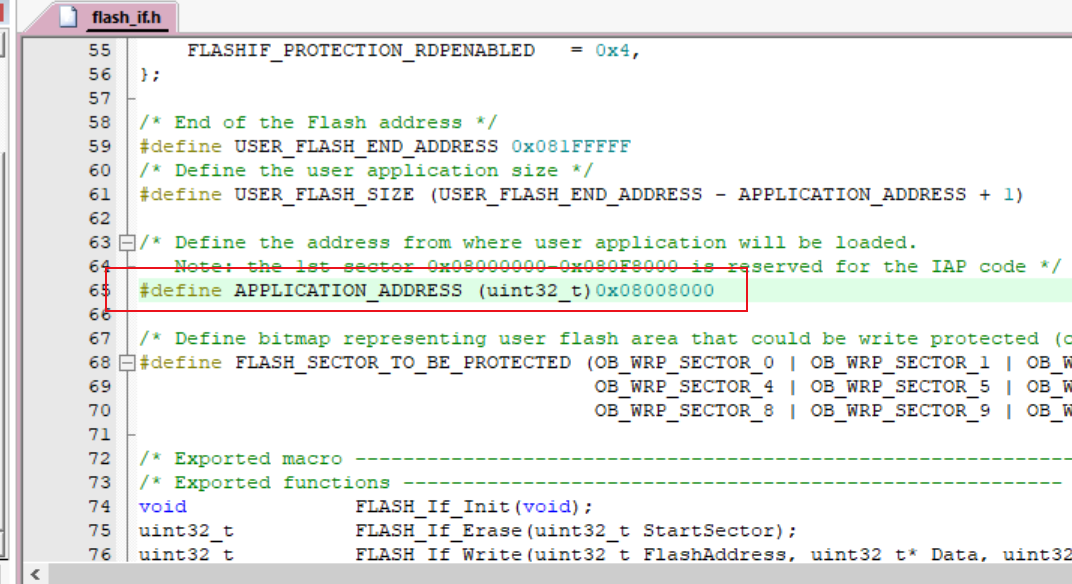 flash_if.h
55 FLASHIF_PROTECTION_RDPENABLED = 0x4,
56 };
57
58 /* End of the Flash address */
59 #define USER_FLASH_END_ADDRESS 0x081FFFFF
60 /* Define the user application size */
61 #define USER_FLASH_SIZE (USER_FLASH_END_ADDRESS - APPLICATION_ADDRESS + 1)
62
63 /* Define the address from where user application will be loaded.
64 Note: the 1st sector 0x08000000-0x080F8000 is reserved for the IAP code */
65 #define APPLICATION_ADDRESS (uint32_t)0x08008000
66
67 /* Define bitmap representing user flash area that could be write protected (
68 #define FLASH_SECTOR_TO_BE_PROTECTED (OB_WRP_SECTOR_0 | OB_WRP_SECTOR_1 |
69 OB_WRP_SECTOR_4 | OB_WRP_SECTOR_5 |
70 OB_WRP_SECTOR_8 | OB_WRP_SECTOR_9 |
71
72 /* Exported macro ------------------------------------------------------------
73 /* Exported functions -------------------------------------------------------
74 void FLASH_If_Init(void);
75 uint32_t FLASH_If_Erase(uint32_t StartSector);
76 uint32_t FLASH_If_Write(uint32_t FlashAddress, uint32_t* Data, uint32